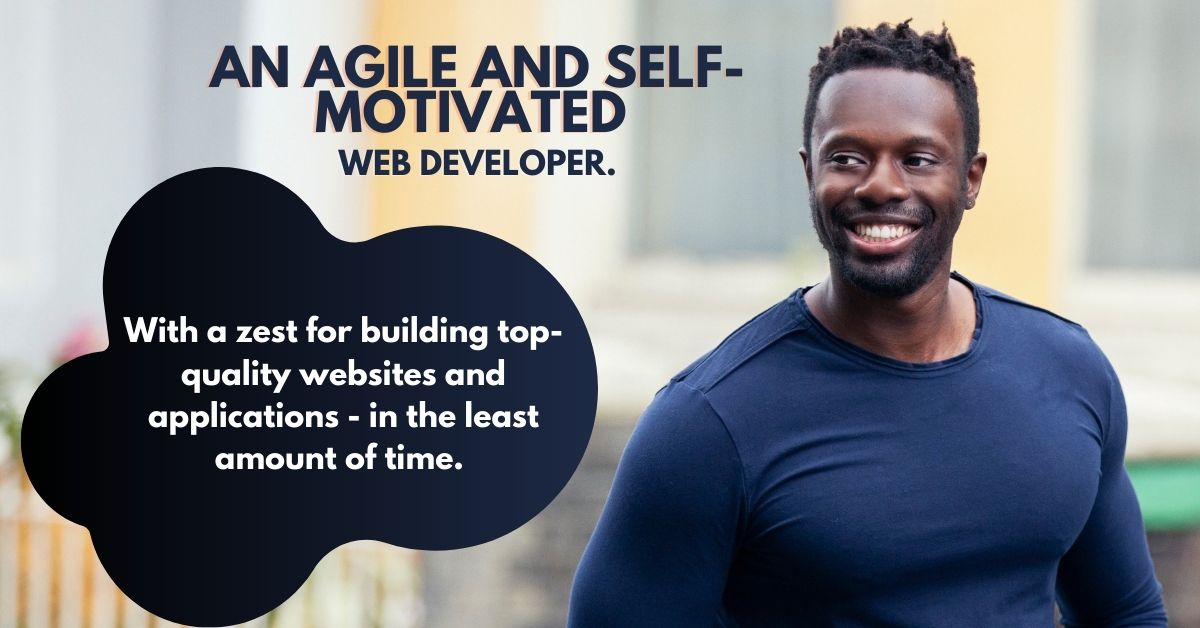 AN AGILE AND SELF-
MOTIVATED
WEB DEVELOPER.
With a zest for building top-
quality websites and
applications - in the least
amount of time.